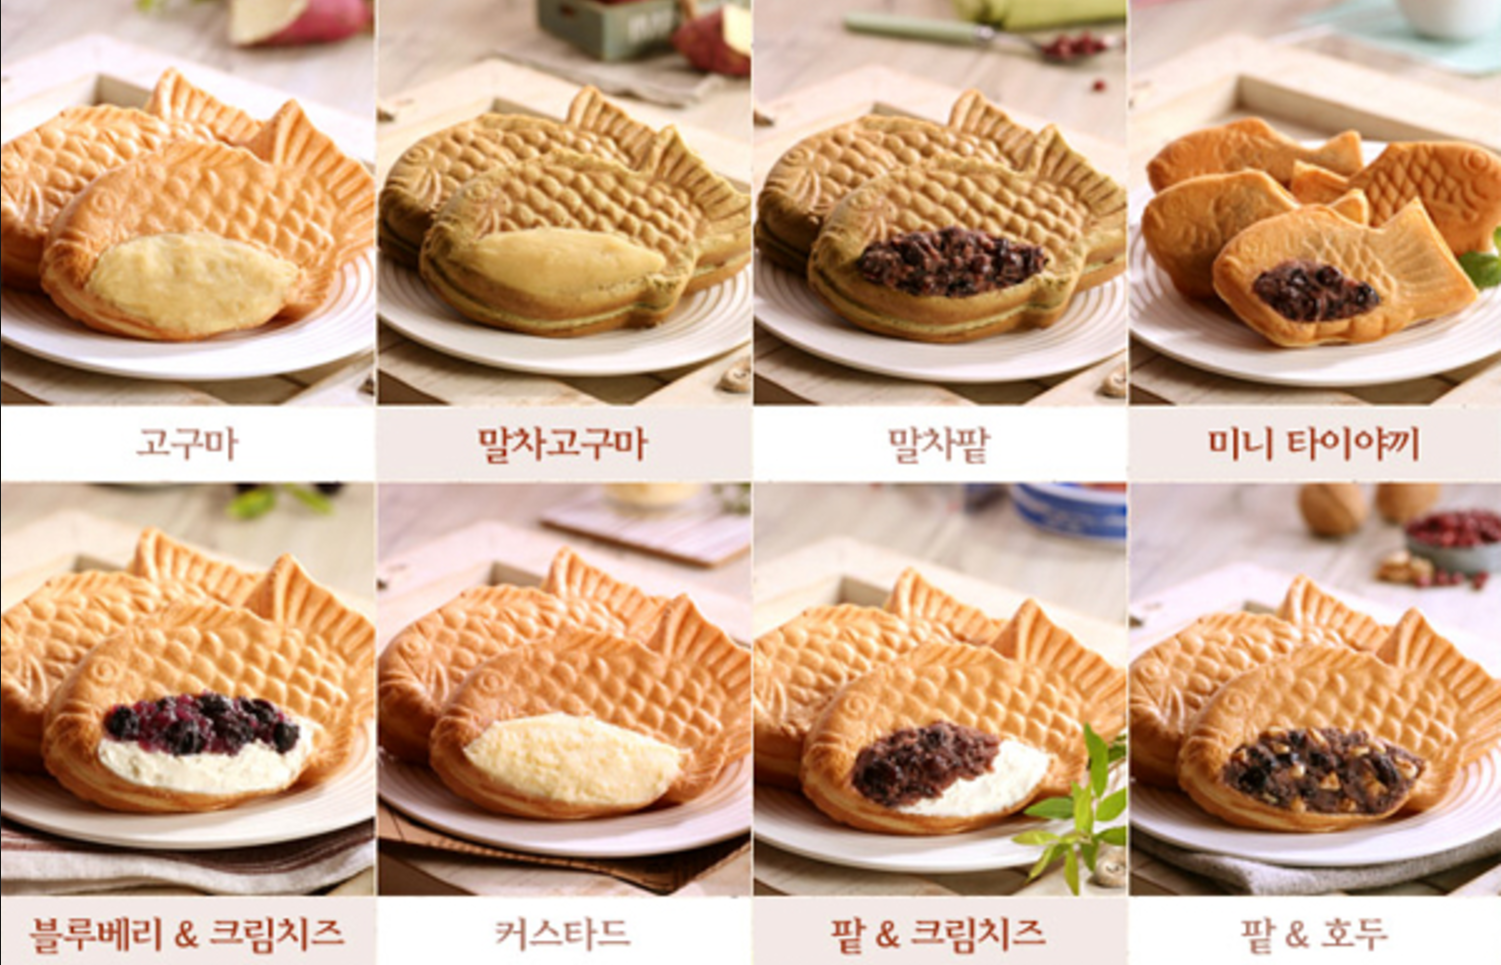 고구마
말차고구마
말차팥
미니 타이야끼
블루베리 & 크림치즈
커스타드
팥 & 크림치즈
팥 & 호두